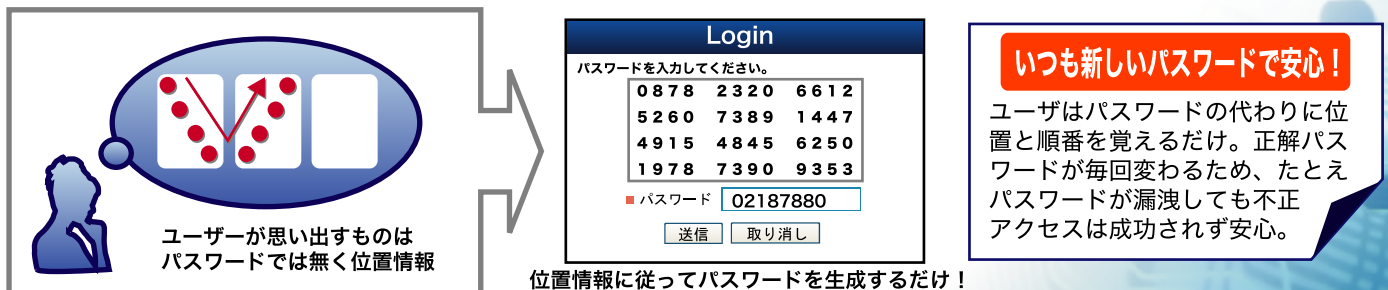 ユーザーが思い出すものは
パスワードでは無く位置情報
Login
パスワードを入力してください。
0878 2320 6612
5260 7389 1447
4915 4845 6250
1978 7390 9353
パスワード 02187880
送信 取り消し
位置情報に従ってパスワードを生成するだけ！
いつも新しいパスワードで安心！
ユーザはパスワードの代わりに位
置と順番を覚えるだけ。正解パス
ワードが毎回変わるため、たとえ
パスワードが漏洩しても不正
アクセスは成功されず安心。